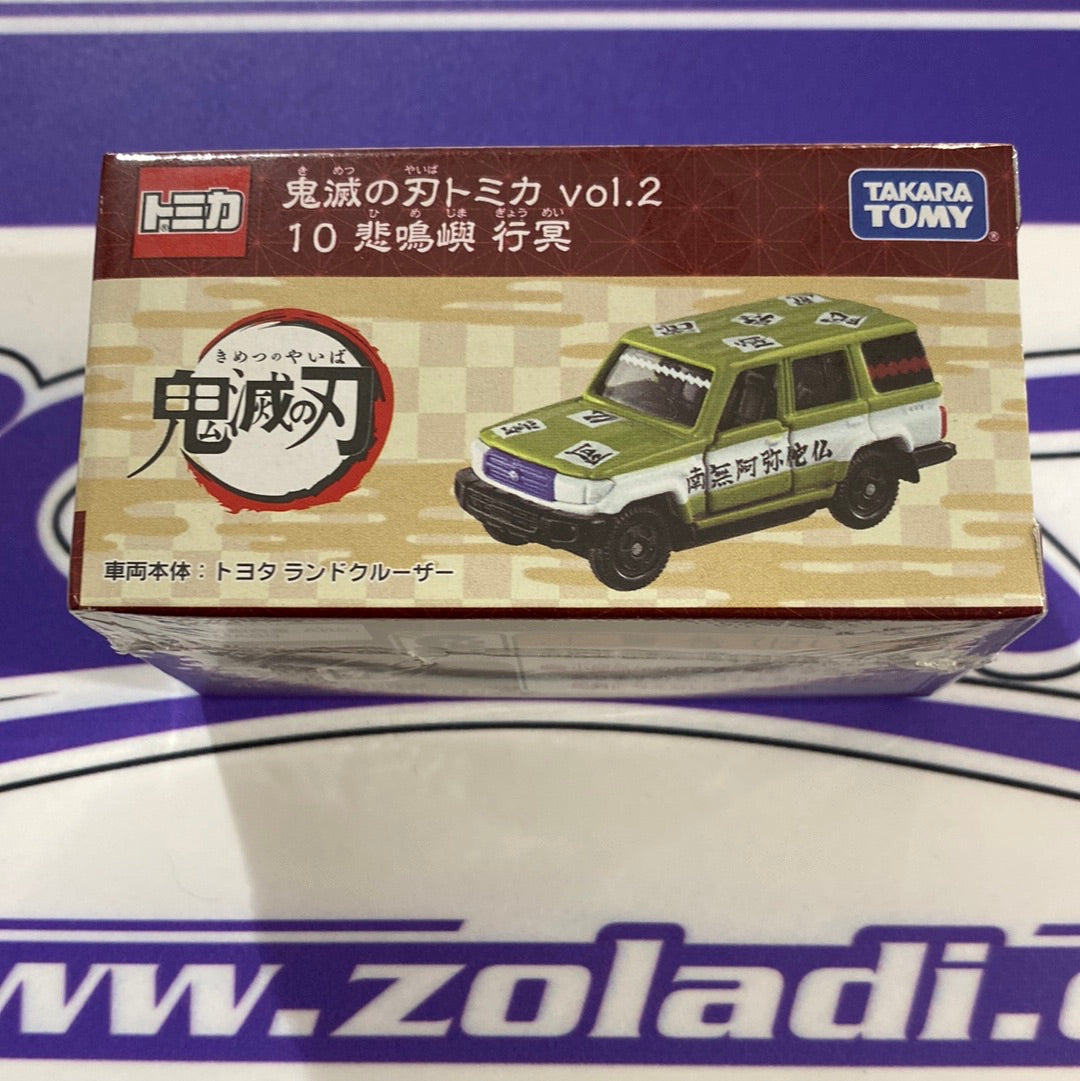 トミカ
きめつ やいば
鬼滅の刃トミカ vol.2
ひめじま ぎょうめい
10 悲鳴嶼 行冥
TAKARA
TOMY
きめつのやいば
鬼滅の刃
南無阿弥陀仏
車両本体：トヨタ ランドクルーザー
www.zoladi.c